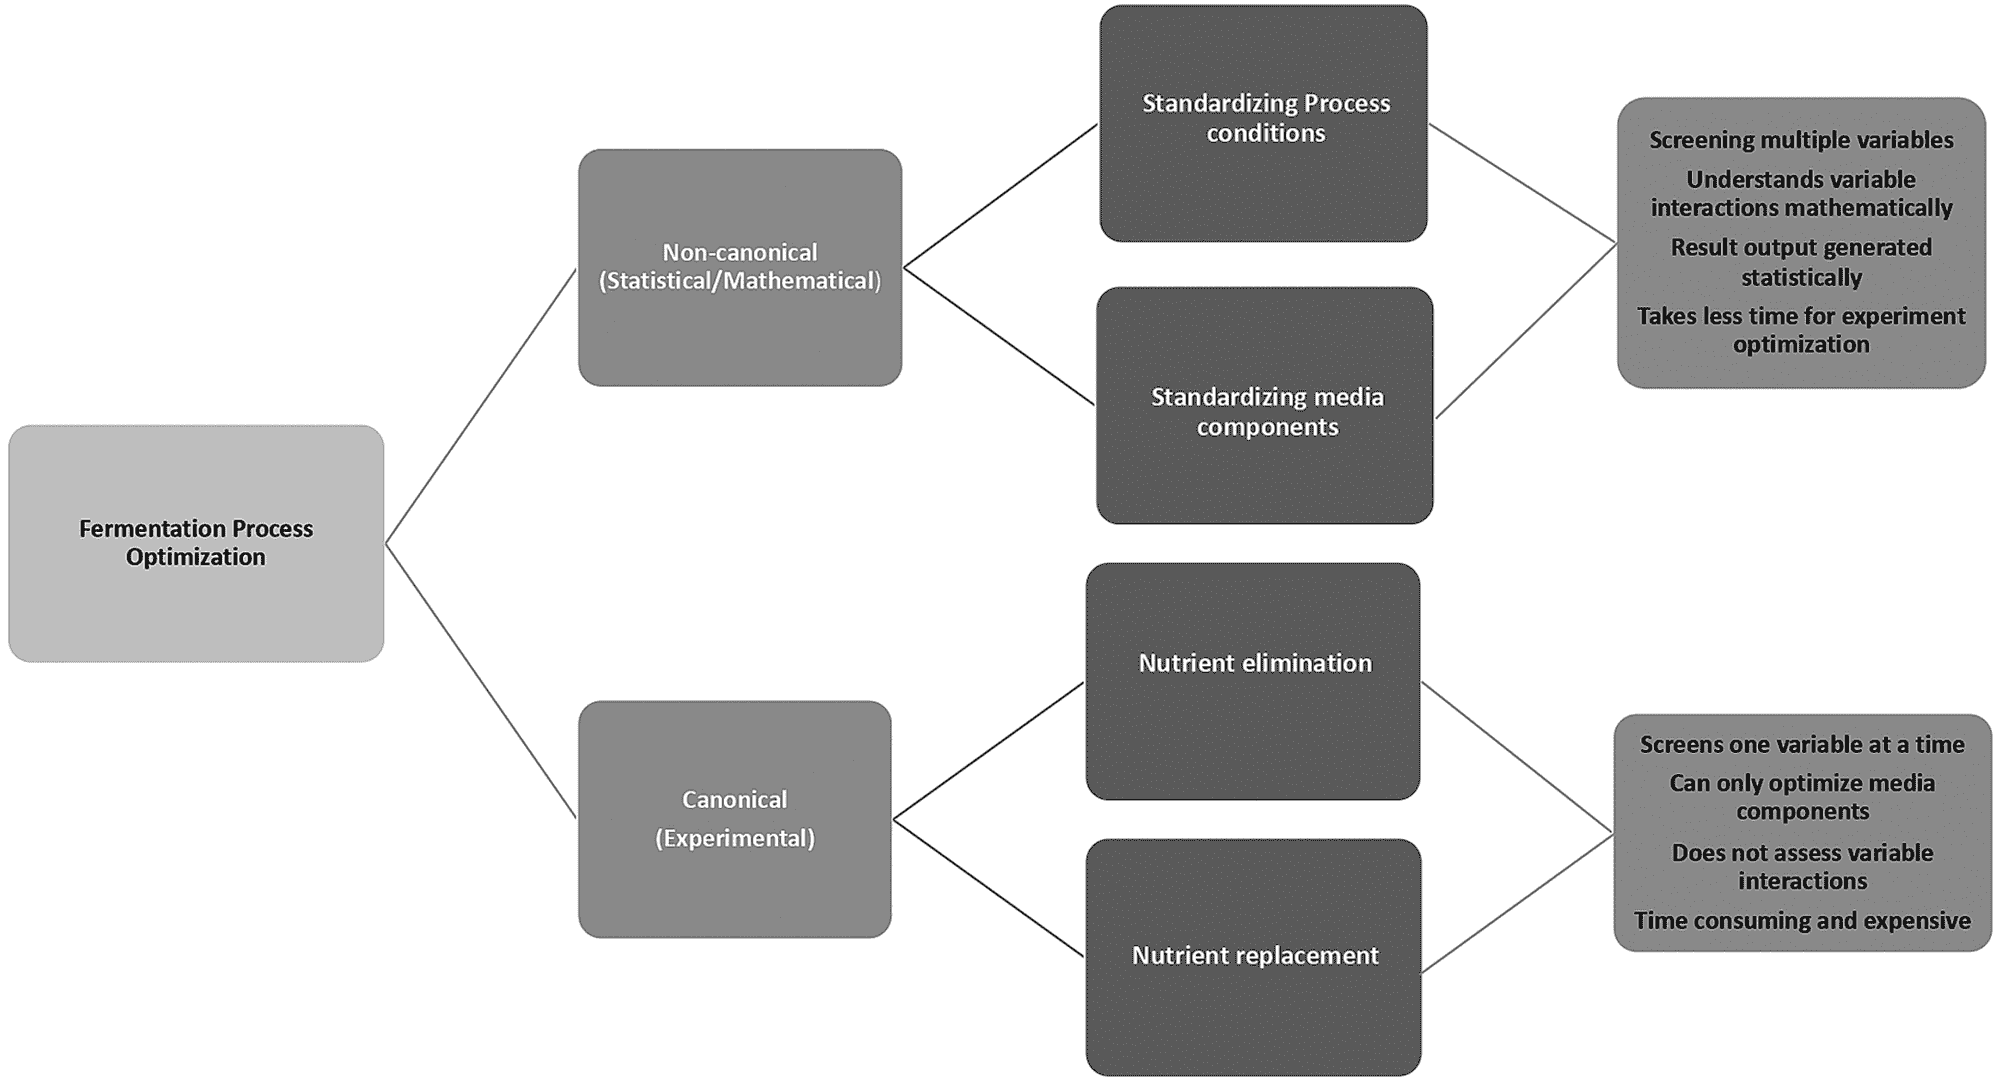 Fermentation Process
Optimization
Non-canonical
(Statistical/Mathematical)
Canonical
(Experimental)
Standardizing Process
conditions
Standardizing media
components
Nutrient elimination
Nutrient replacement
Screening multiple variables
Understands variable
interactions mathematically
Result output generated
statistically
Takes less time for experiment
optimization
Screens one variable at a time
Can only optimize media
components
Does not assess variable
interactions
Time consuming and expensive